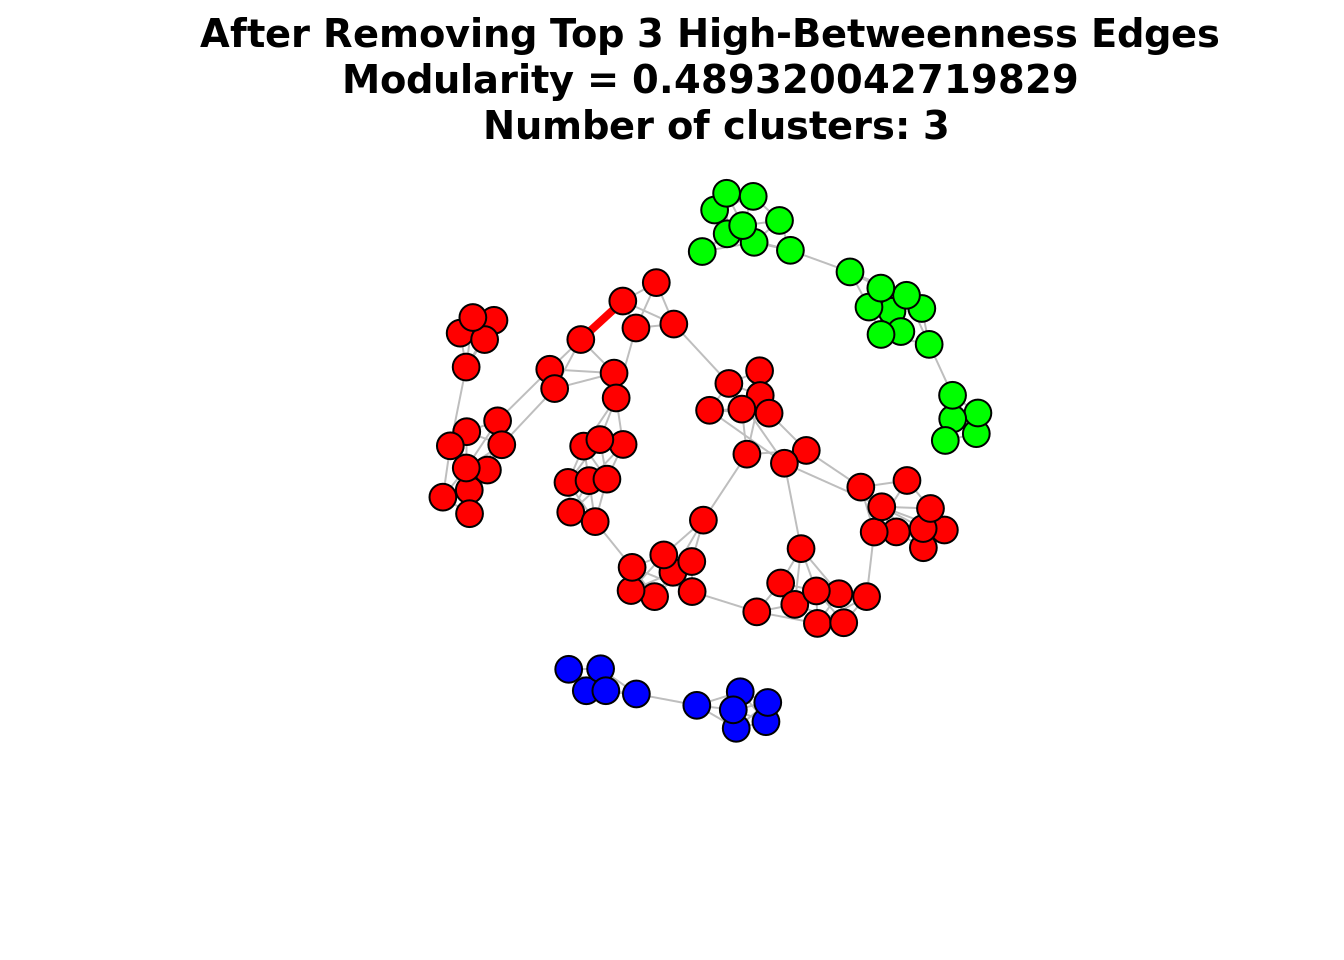 After Removing Top 3 High-Betweenness Edges
Modularity = 0.489320042719829
Number of clusters: 3